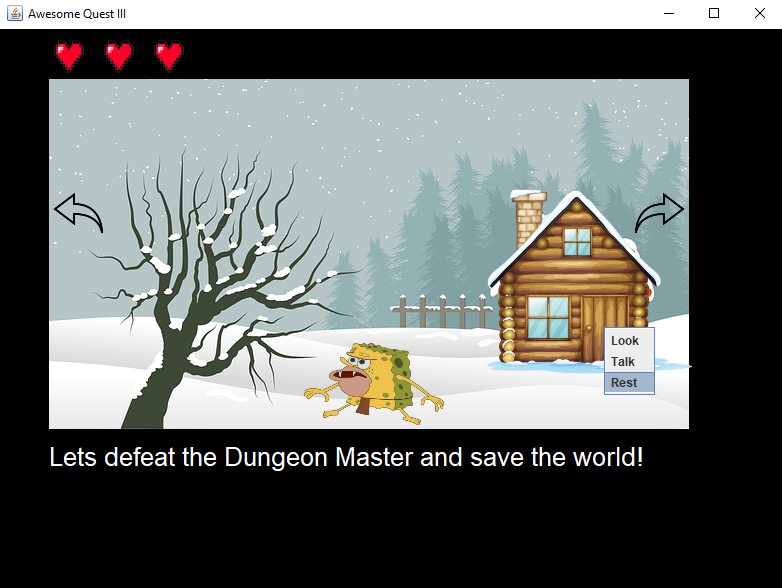 Awesome Quest III
Look
Talk
Rest
Lets defeat the Dungeon Master and save the world!